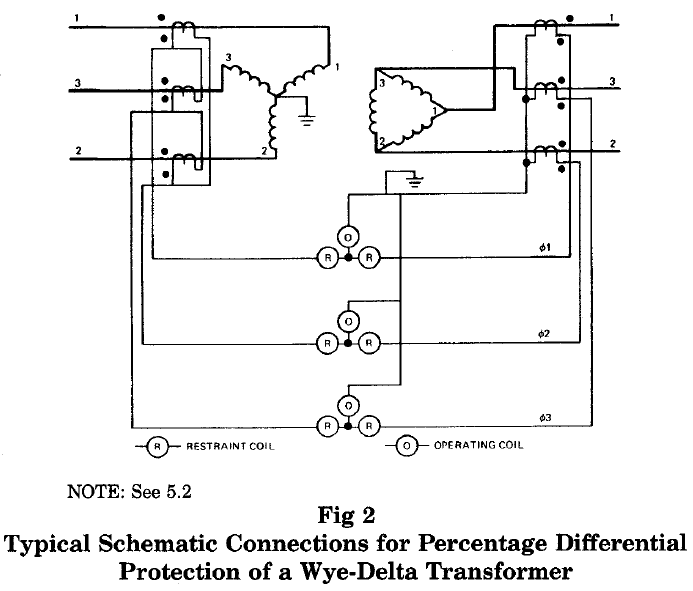 1
1
3
3
1
3
3
1
2
2
2
2
O
R
R
φ1
O
R
R
φ2
O
R
R
φ3
R RESTRAINT COIL
O OPERATING COIL
NOTE: See 5.2
Fig 2
Typical Schematic Connections for Percentage Differential
Protection of a Wye-Delta Transformer